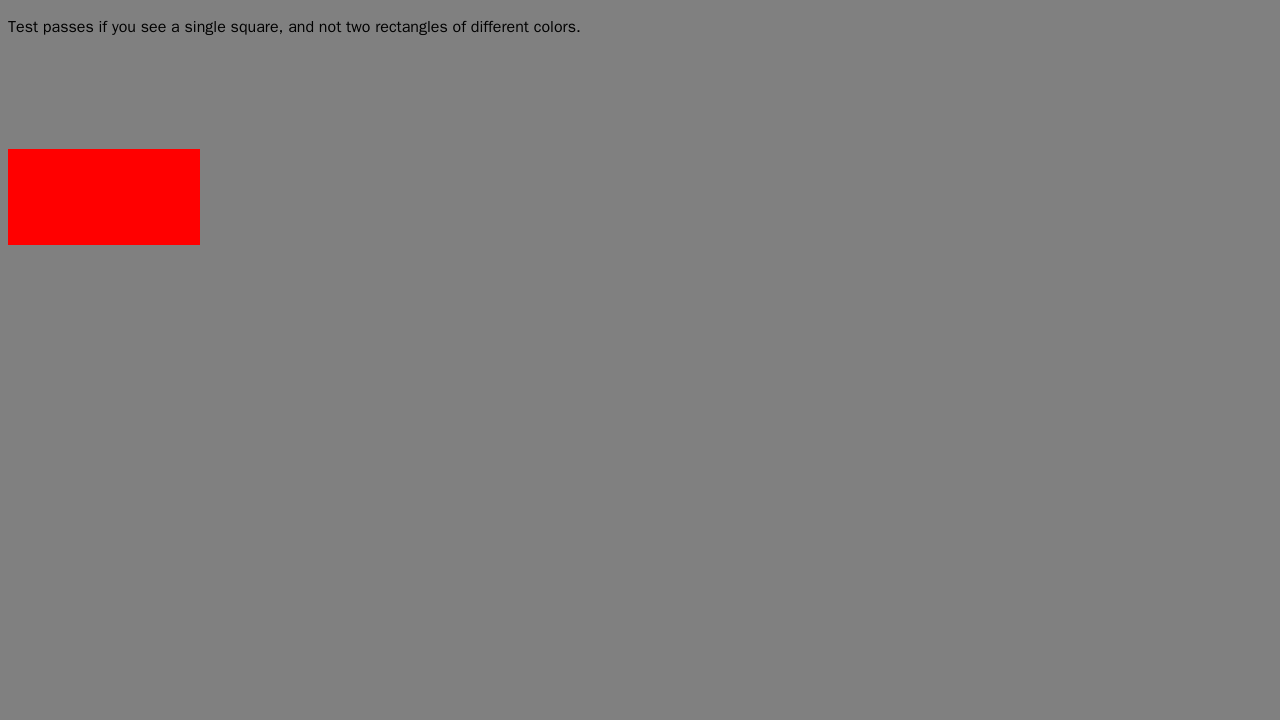 Test passes if you see a single square, and not two rectangles of different colors.